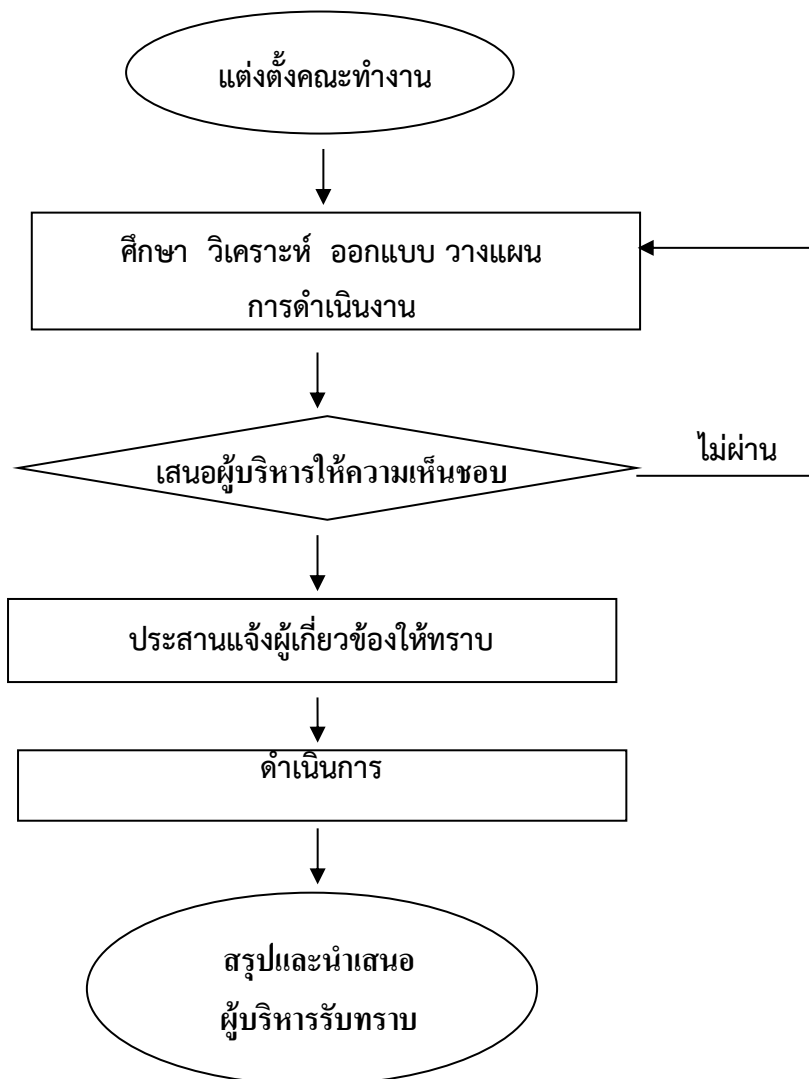 แต่งตั้งคณะทำงาน
ศึกษา วิเคราะห์ ออกแบบ วางแผน
การดำเนินงาน
เสนอผู้บริหารให้ความเห็นชอบ
ไม่ผ่าน
ประสานแจ้งผู้เกี่ยวข้องให้ทราบ
ดำเนินการ
สรุปและนำเสนอ
ผู้บริหารรับทราบ